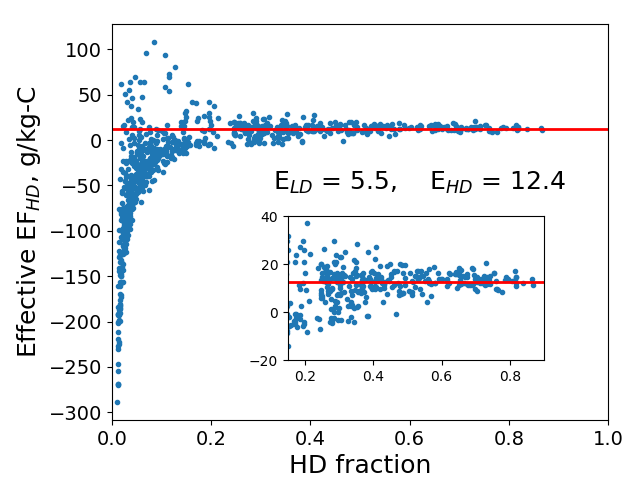 100
50
0
−50
−100
−150
−200
−250
−300
Effective EF_HD, g/kg-C
E_LD = 5.5, E_HD = 12.4
40
20
0
−20
0.2 0.4 0.6 0.8
0.0 0.2 0.4 0.6 0.8 1.0
HD fraction